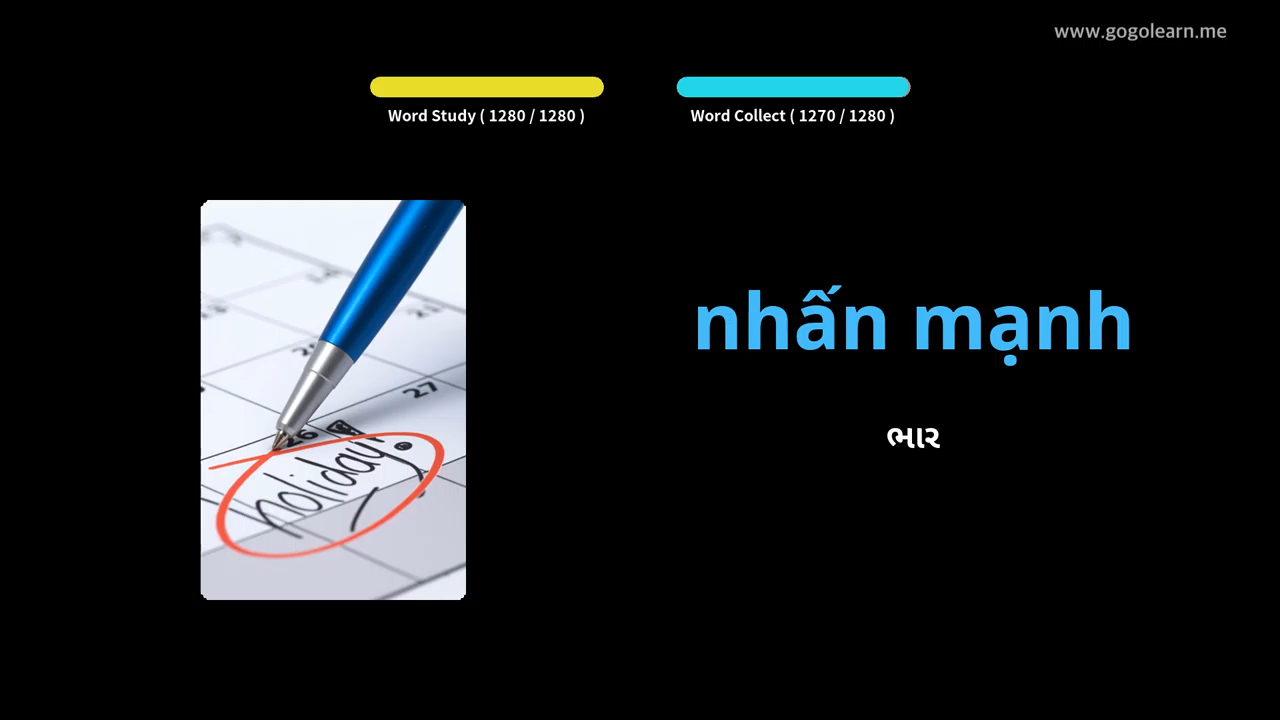 www.gogolearn.me
Word Study ( 1280 / 1280 )
Word Collect ( 1270 / 1280 )
nhấn mạnh
ભાર
27
holiday!